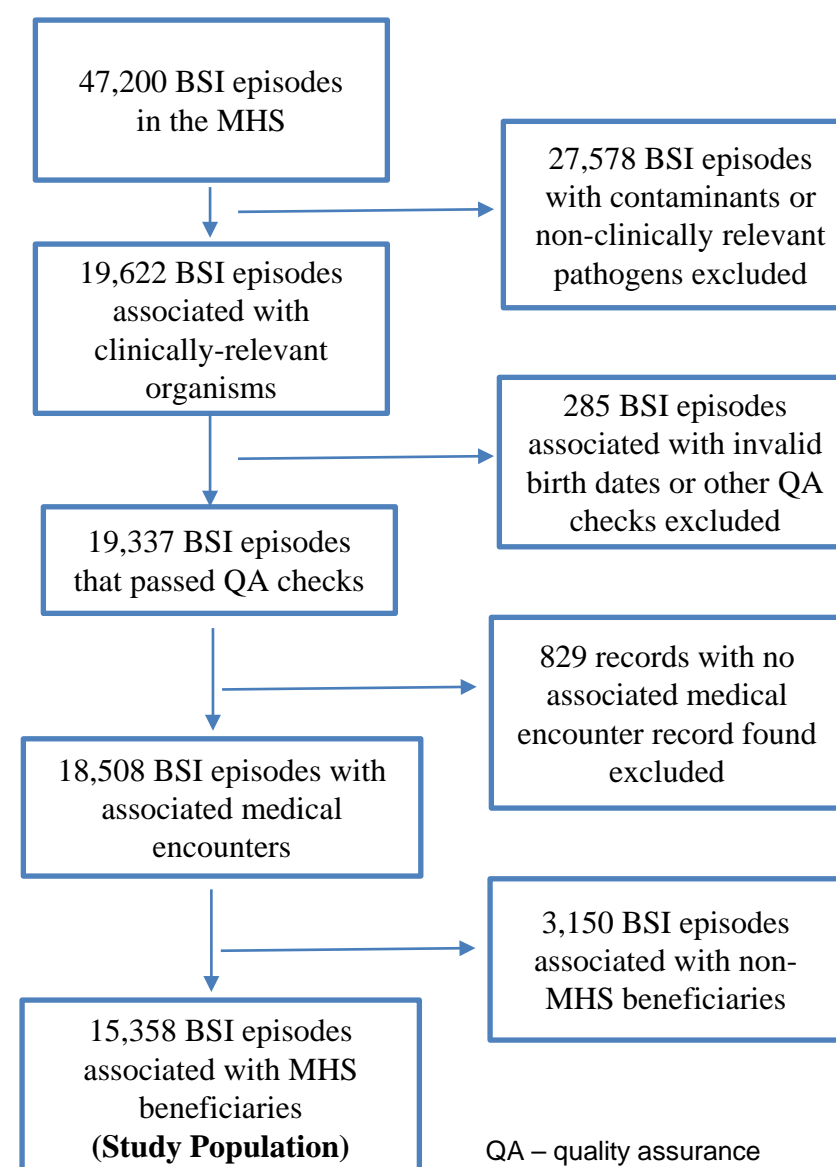 47,200 BSI episodes
in the MHS
27,578 BSI episodes
with contaminants or
non-clinically relevant
pathogens excluded
19,622 BSI episodes
associated with
clinically-relevant
organisms
285 BSI episodes
associated with invalid
birth dates or other QA
checks excluded
19,337 BSI episodes
that passed QA checks
829 records with no
associated medical
encounter record found
excluded
18,508 BSI episodes with
associated medical
encounters
3,150 BSI episodes
associated with non-
MHS beneficiaries
15,358 BSI episodes
associated with MHS
beneficiaries
(Study Population)
QA – quality assurance